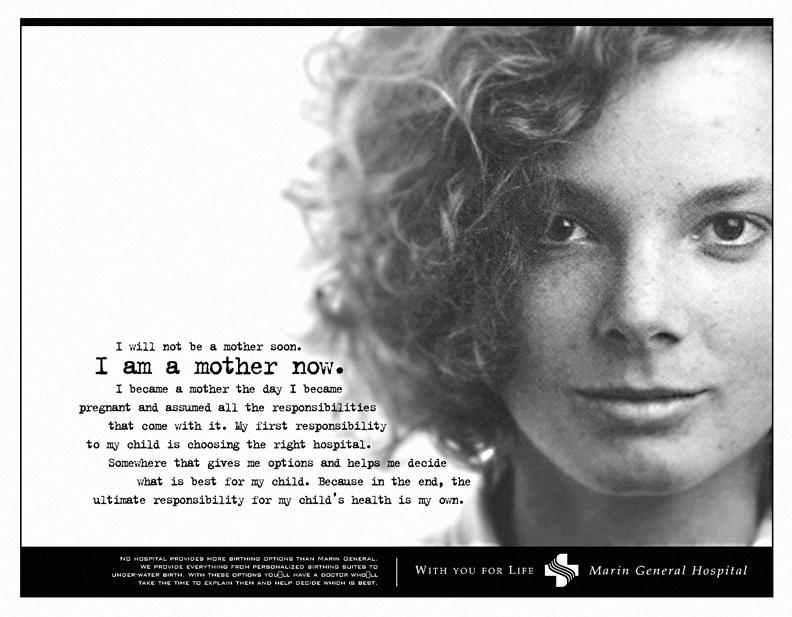 I will not be a mother soon.
I am a mother now.
I became a mother the day I became
pregnant and assumed all the responsibilities
that come with it. My first responsibility
to my child is choosing the right hospital.
Somewhere that gives me options and helps me decide
what is best for my child. Because in the end, the
ultimate responsibility for my child's health is my own.
No hospital provides more birthing options than Marin General.
We provide everything from personalized birthing suites to
under-water birth. With these options you▯ll have a doctor who▯ll
take the time to explain them and help decide which is best.
With you for Life
Marin General Hospital